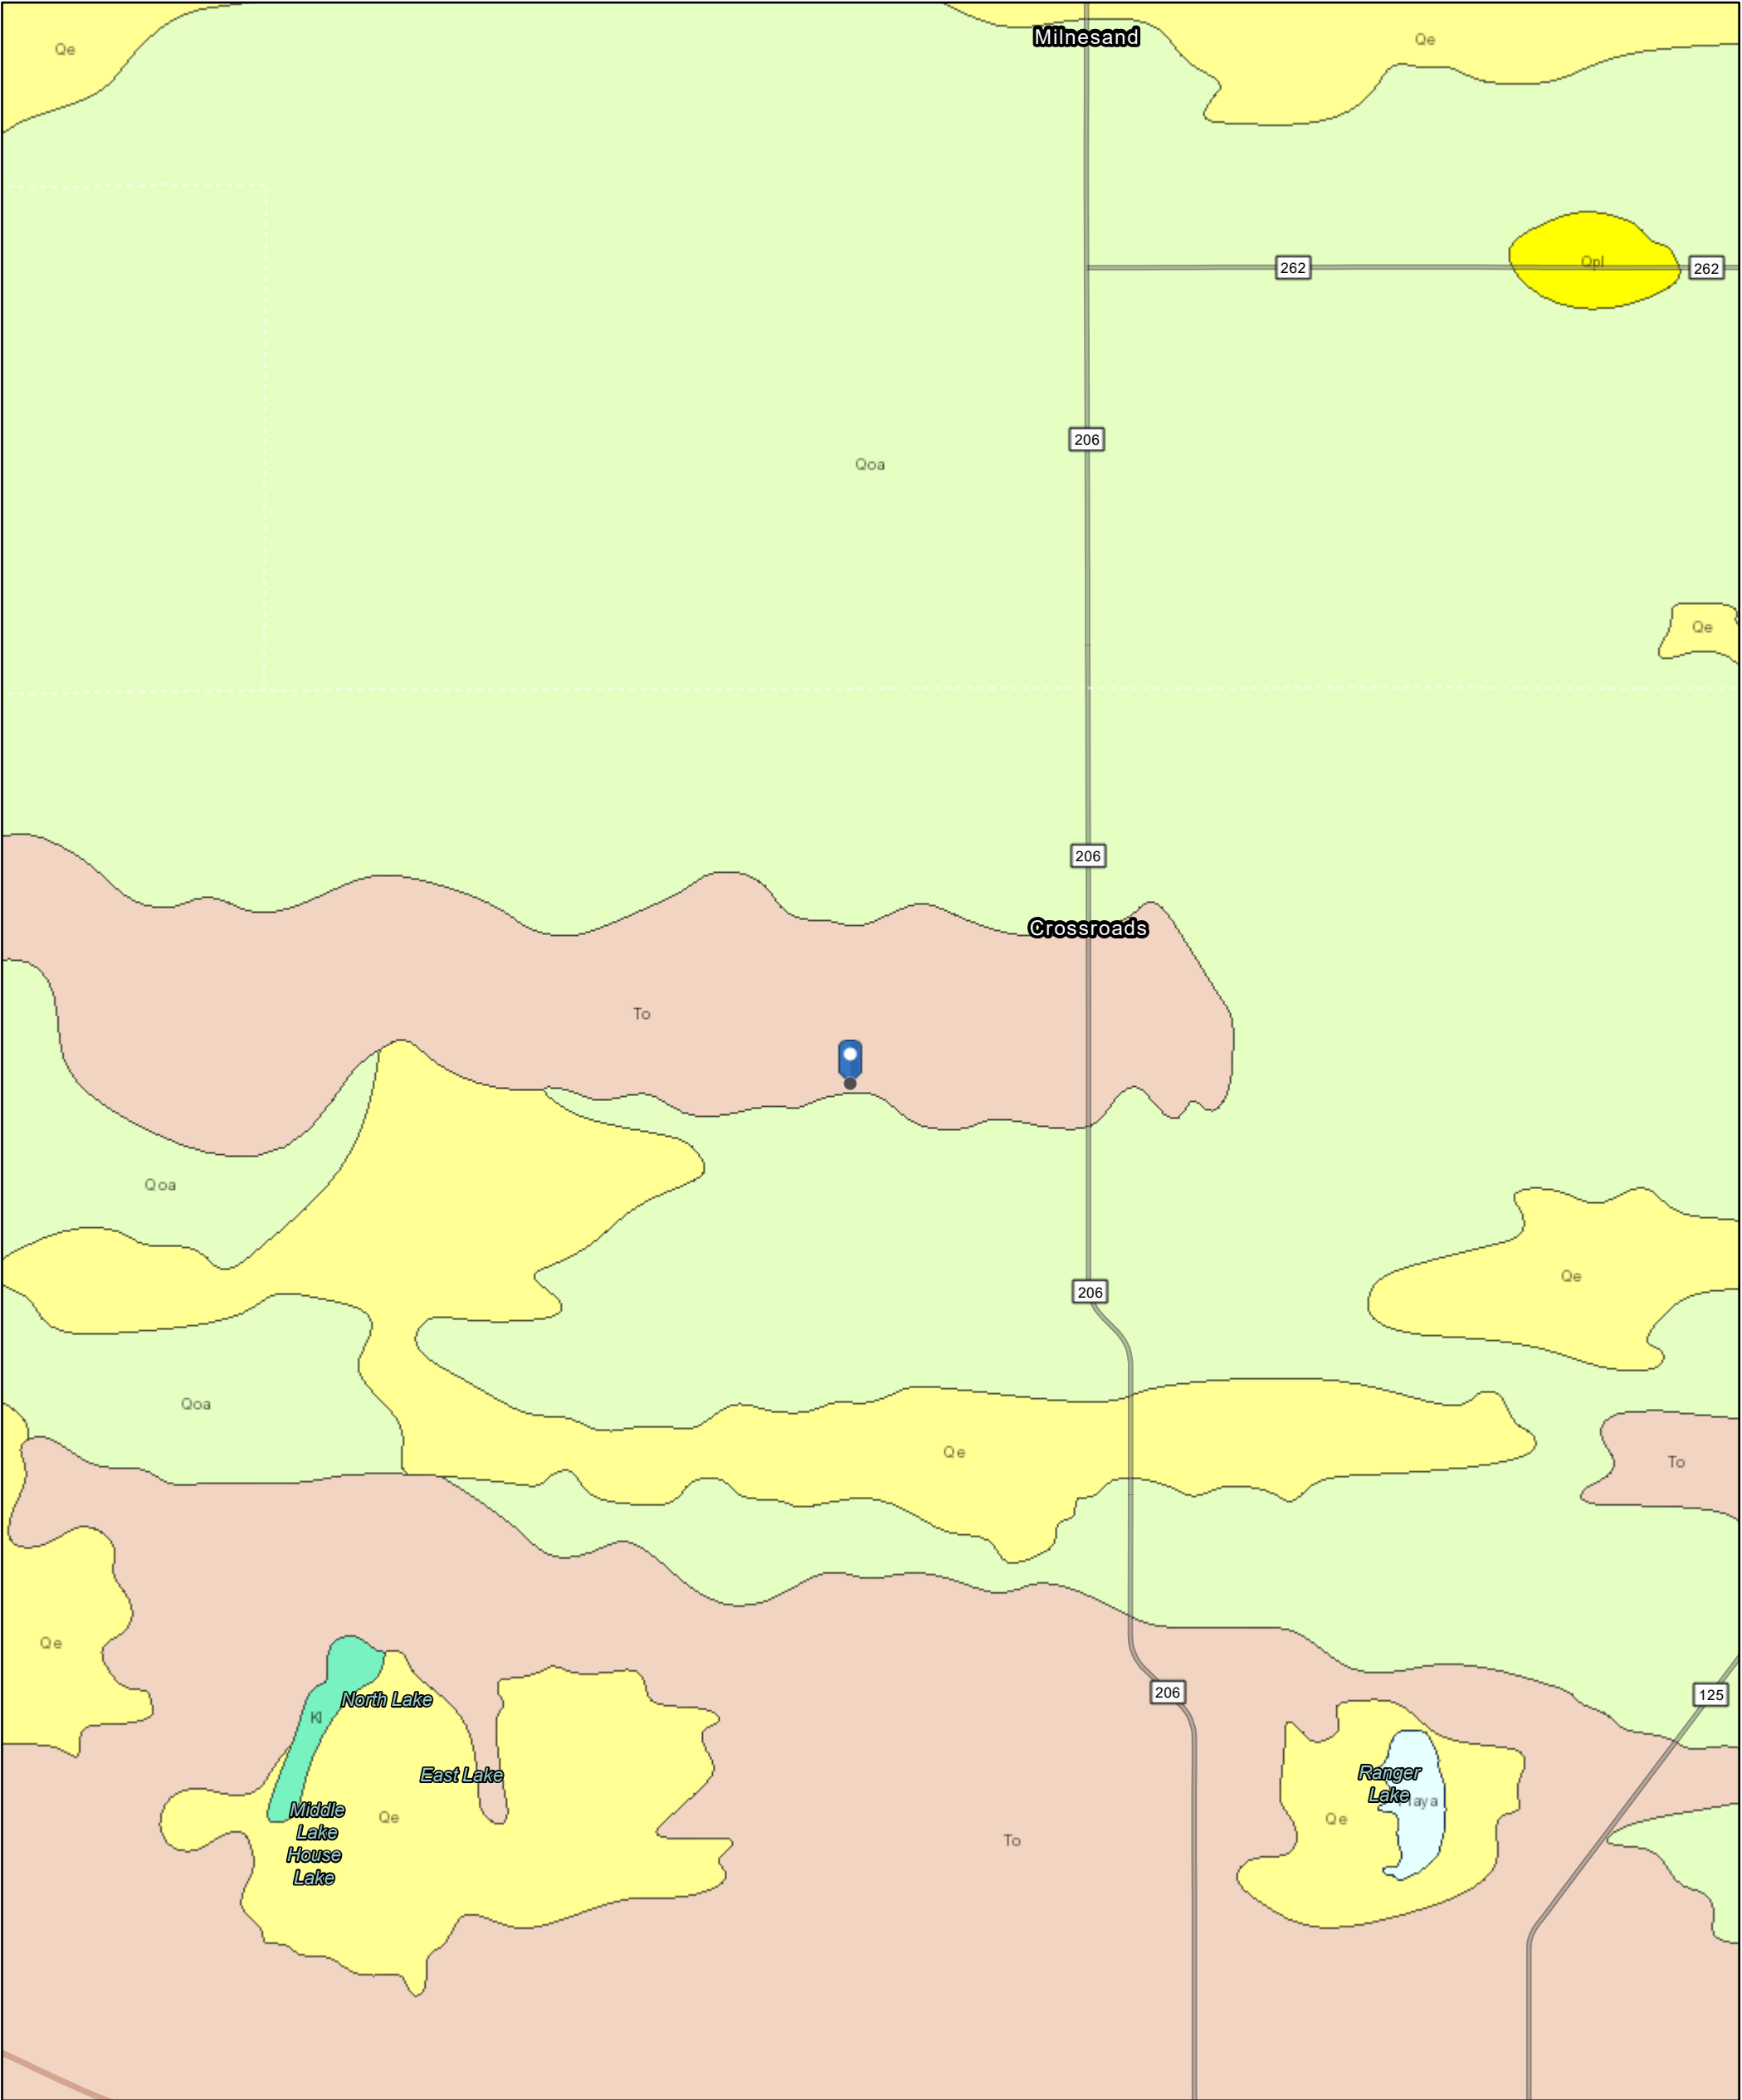 Qe
Milnesand
Qe
Qpl
262
262
206
Qoa
Qe
206
Crossroads
To
Qoa
Qe
206
Qoa
Qe
To
Qe
206
125
North Lake
Kl
East Lake
Ranger
Lake
Playa
Middle
Lake
House
Lake
Qe
Qe
To